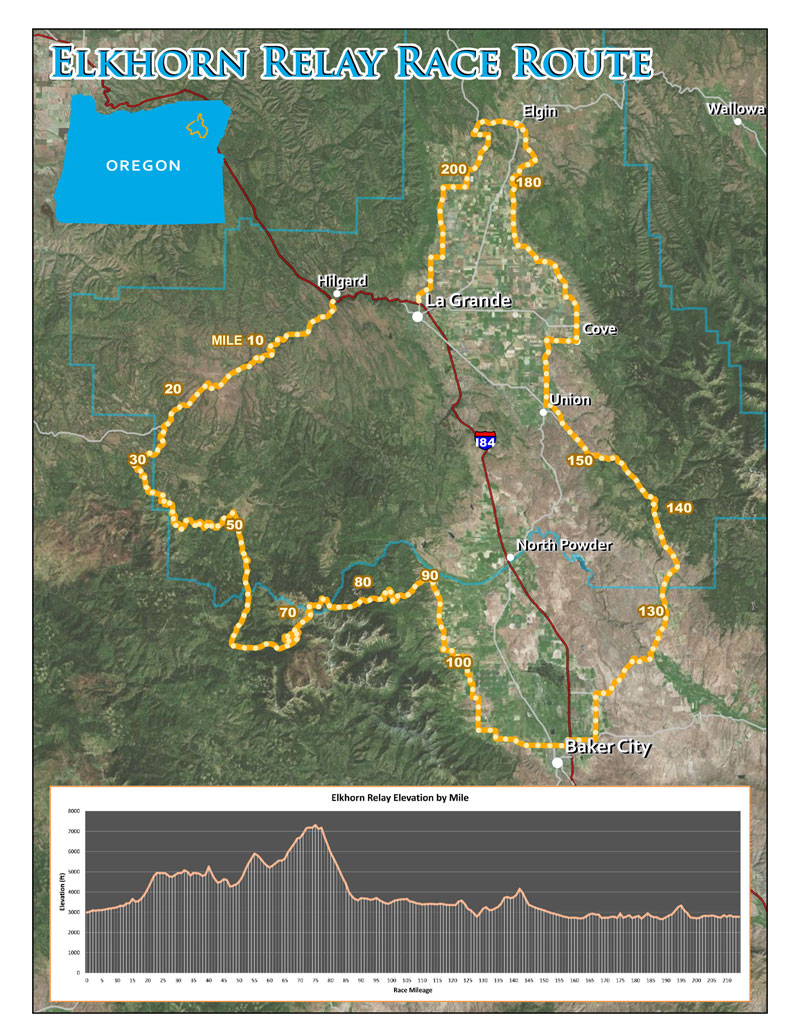 Elkhorn Relay Race Route
Elgin
Wallowa
OREGON
200
180
Hilgard
La Grande
MILE 10
Cove
20
Union
I84
30
150
140
50
North Powder
80
90
70
130
100
Baker City
Elkhorn Relay Elevation by Mile
8000
7000
6000
5000
4000
3000
2000
1000
0
Elevation (ft)
0 5 10 15 20 25 30 35 40 45 50 55 60 65 70 75 80 85 90 95 100 105 110 115 120 125 130 135 140 145 150 155 160 165 170 175 180 185 190 195 200 205 210
Race Mileage